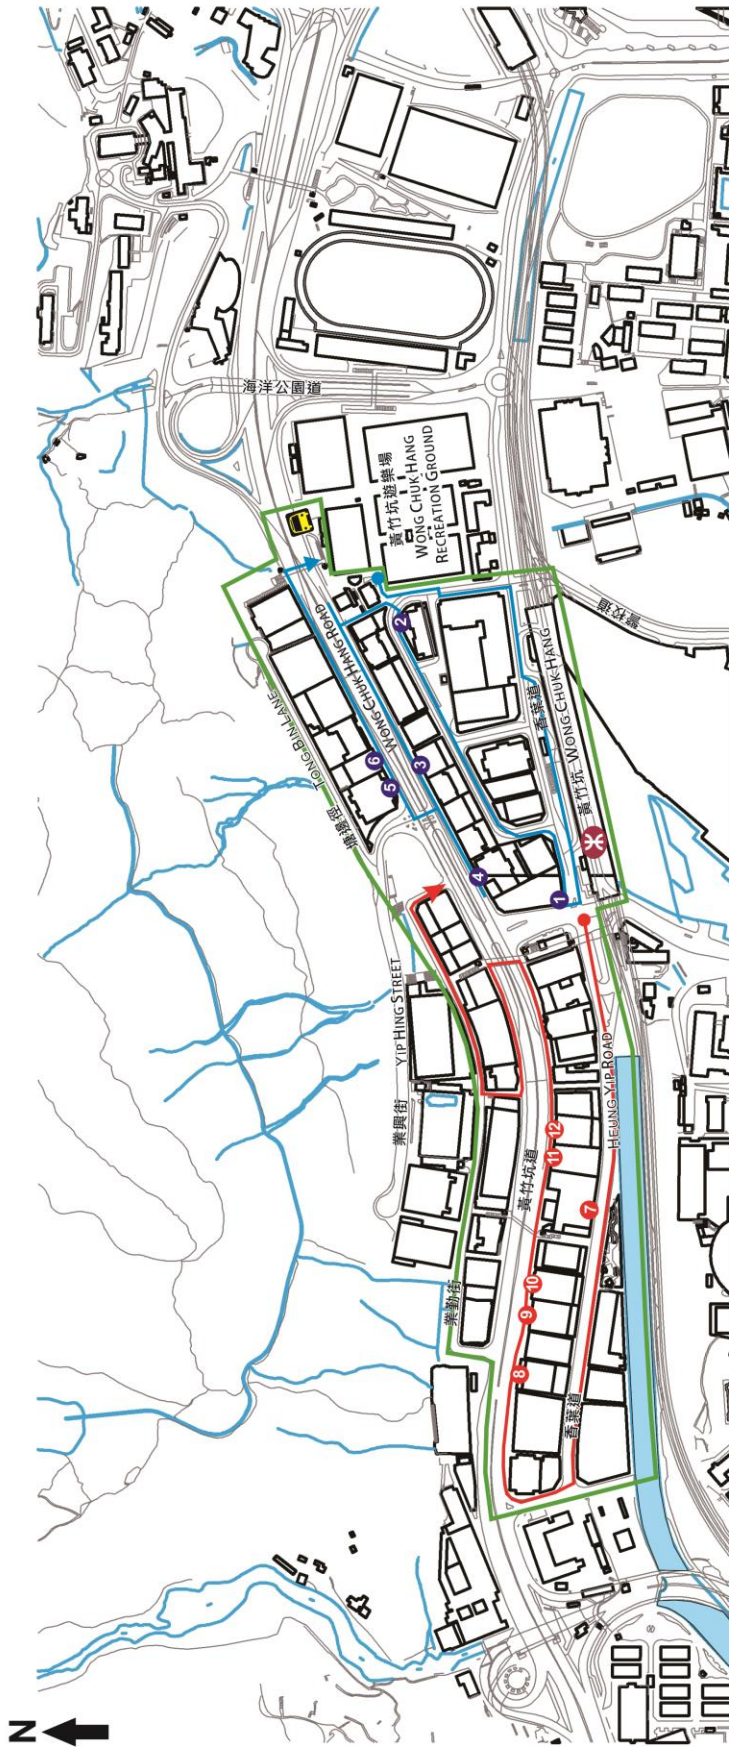 海洋公園道
黃竹坑遊樂場
WONG CHUK HANG
RECREATION GROUND
塘邊徑 TONG BIN LANE
WONG CHUK HANG ROAD
6
5
3
2
4
1
香葉道
黃竹坑 WONG CHUK HANG
警校道
YIP HING STREET
業興街
業勤街
黃竹坑道
HEUNG YIP ROAD
12
11
7
10
9
8
香葉道
N